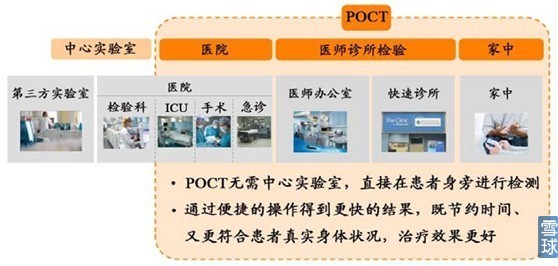 POCT
中心实验室 医院 医师诊所检验 家中
第三方实验室 医院 医师办公室 快速诊所 家中
检验科 ICU 手术 急诊
The Clinic
• POCT无需中心实验室，直接在患者身旁进行检测
• 通过便捷的操作得到更快的结果，既节约时间、
又更符合患者真实身体状况，治疗效果更好
雪球